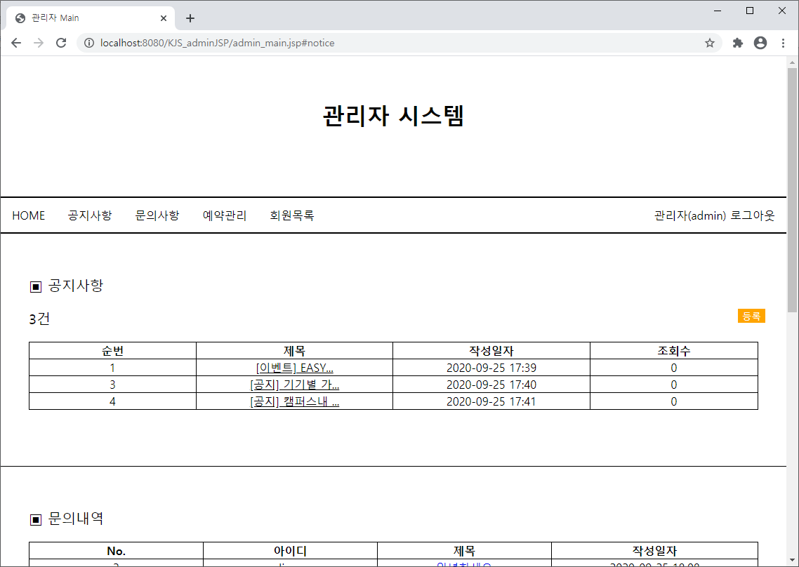 관리자 Main
localhost:8080/KJS_adminJSP/admin_main.jsp#notice
관리자 시스템
HOME 공지사항 문의사항 예약관리 회원목록 관리자(admin) 로그아웃
▣ 공지사항
3건 등록
순번 제목 작성일자 조회수
1 [이벤트] EASY... 2020-09-25 17:39 0
3 [공지] 기기별 가... 2020-09-25 17:40 0
4 [공지] 캠퍼스내 ... 2020-09-25 17:41 0
▣ 문의내역
No. 아이디 제목 작성일자